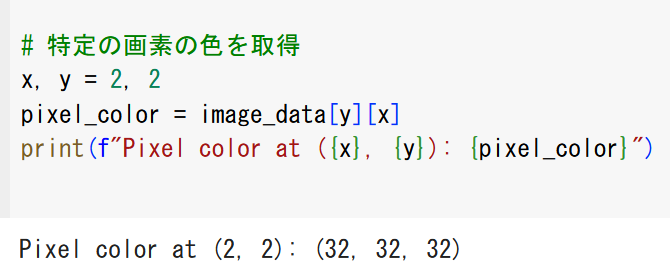 # 特定の画素の色を取得
x, y = 2, 2
pixel_color = image_data[y][x]
print(f"Pixel color at ({x}, {y}): {pixel_color}")
Pixel color at (2, 2): (32, 32, 32)